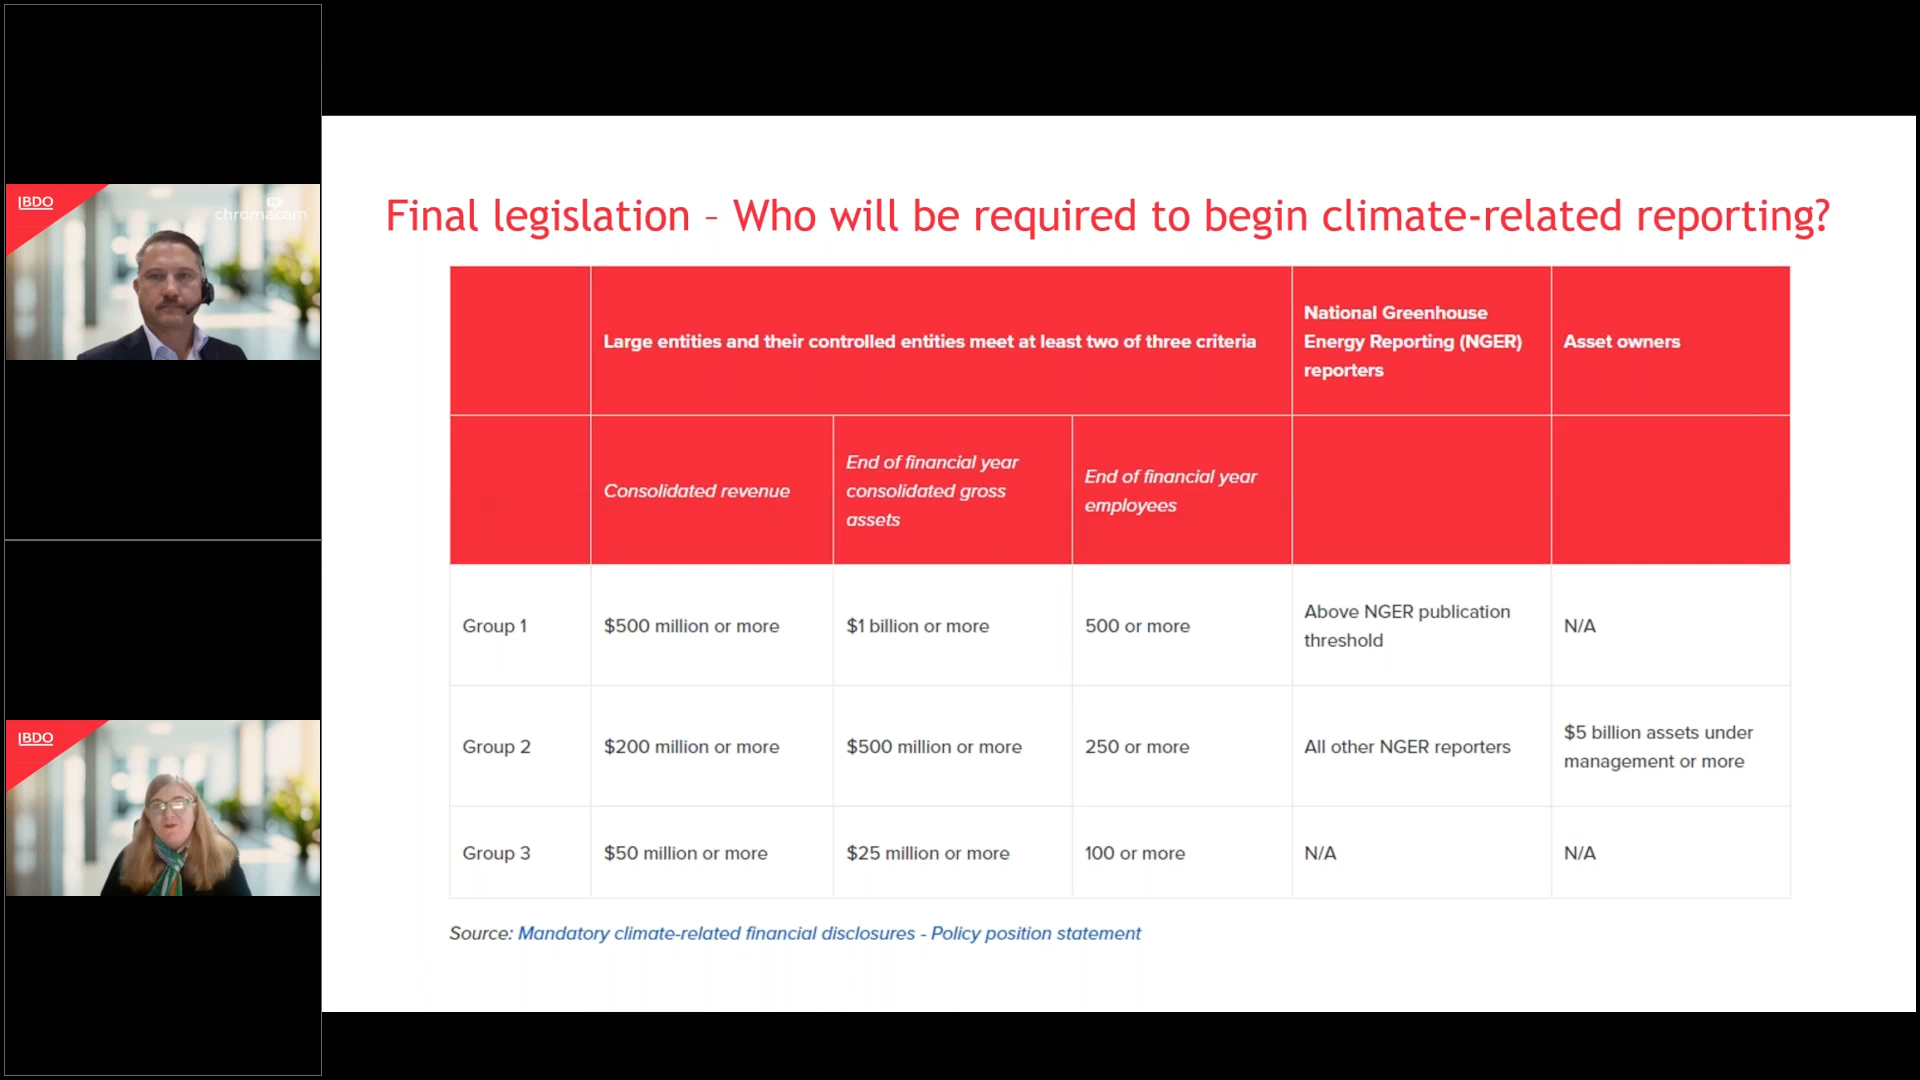 BDO
chromacam
BDO
Final legislation – Who will be required to begin climate-related reporting?
Large entities and their controlled entities meet at least two of three criteria
National Greenhouse
Energy Reporting (NGER)
reporters
Asset owners
Consolidated revenue
End of financial year
consolidated gross
assets
End of financial year
employees
Group 1
$500 million or more
$1 billion or more
500 or more
Above NGER publication
threshold
N/A
Group 2
$200 million or more
$500 million or more
250 or more
All other NGER reporters
$5 billion assets under
management or more
Group 3
$50 million or more
$25 million or more
100 or more
N/A
N/A
Source: Mandatory climate-related financial disclosures - Policy position statement